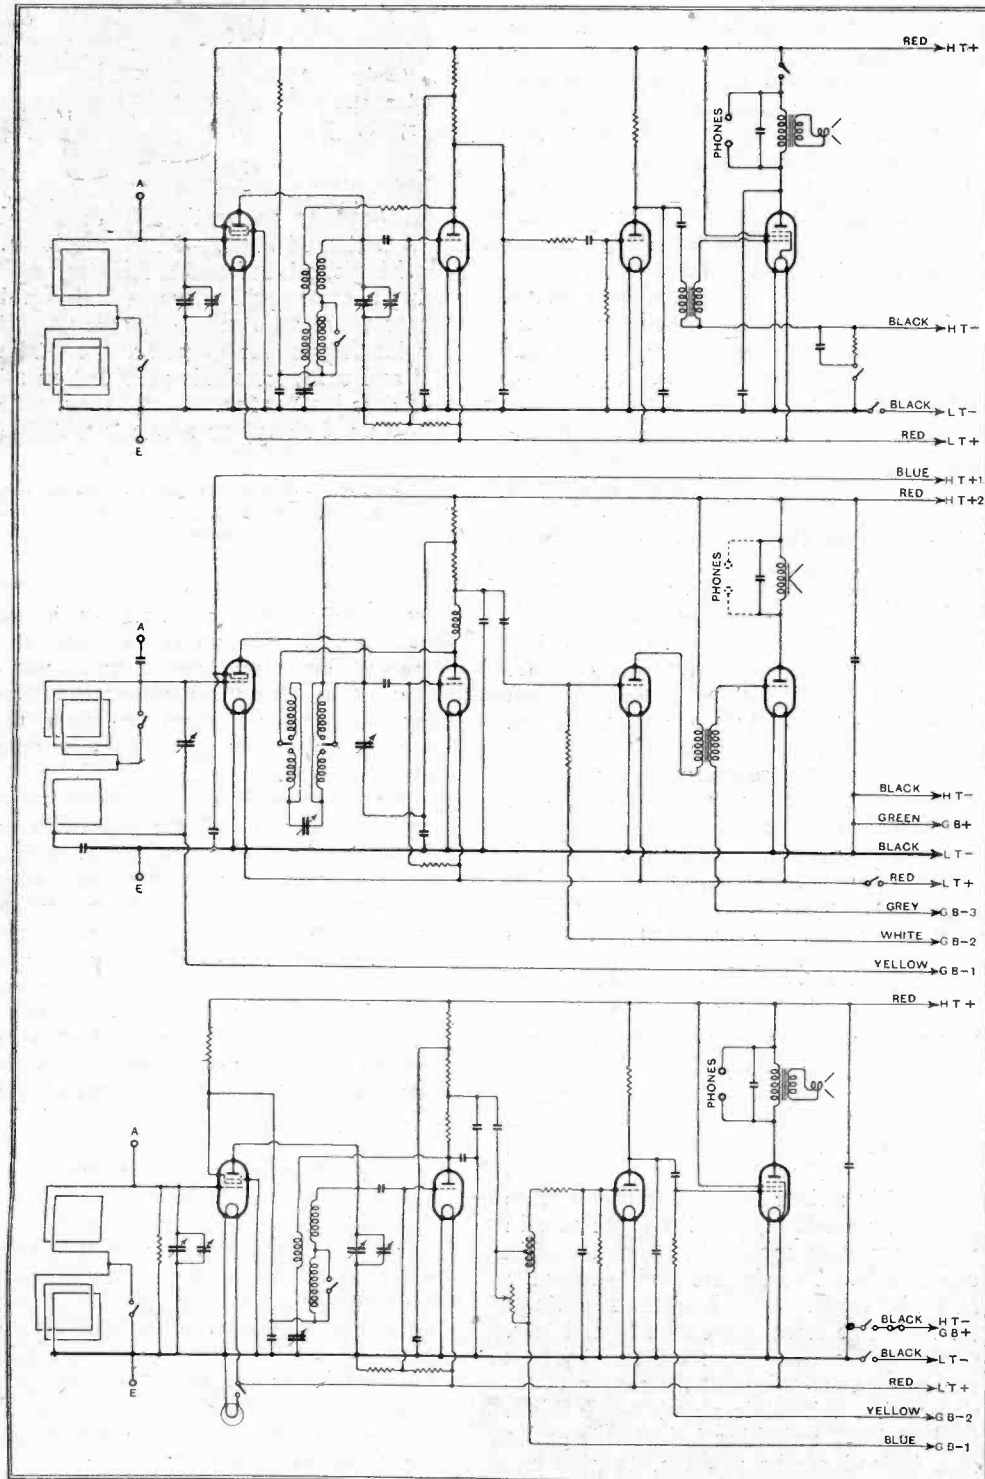 RED HT+
PHONES
A
BLACK HT-
BLACK LT-
E
RED LT+
BLUE HT+1
RED HT+2
PHONES
A
BLACK HT-
GREEN GB+
BLACK LT-
E
RED LT+
GREY GB-3
WHITE GB-2
YELLOW GB-1
RED HT+
PHONES
A
BLACK HT-
GB+
BLACK LT-
E
RED LT+
YELLOW GB-2
BLUE GB-1